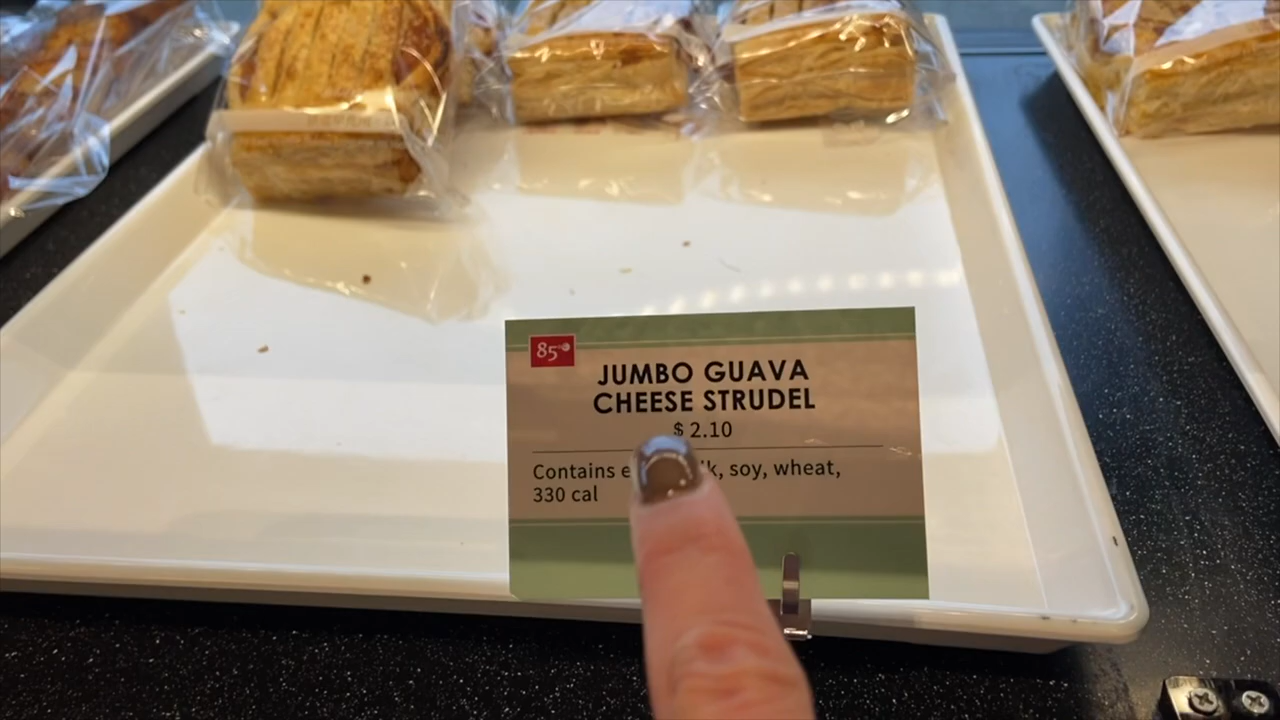 85°C
JUMBO GUAVA
CHEESE STRUDEL
$ 2.10
Contains soy, wheat,
330 cal